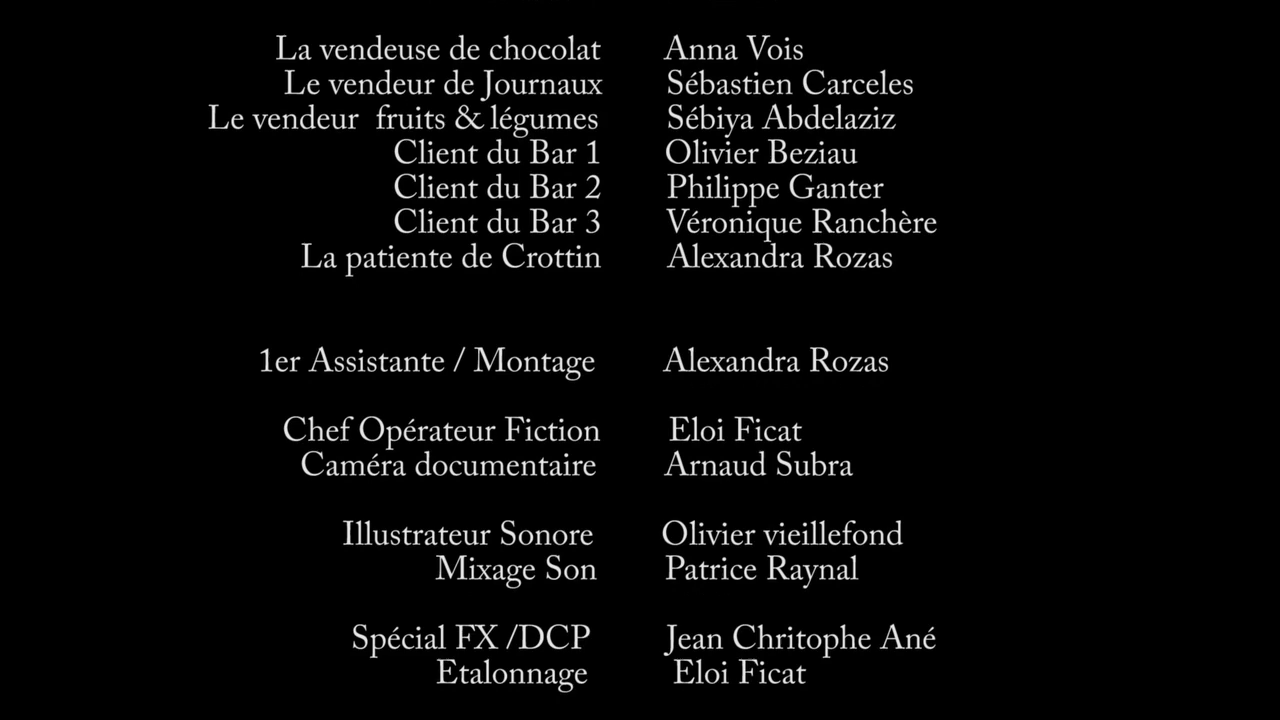 La vendeuse de chocolat Anna Vois
Le vendeur de Journaux Sébastien Carceles
Le vendeur fruits & légumes Sébiya Abdelaziz
Client du Bar 1 Olivier Beziau
Client du Bar 2 Philippe Ganter
Client du Bar 3 Véronique Ranchère
La patiente de Crottin Alexandra Rozas
1er Assistante / Montage Alexandra Rozas
Chef Opérateur Fiction Eloi Ficat
Caméra documentaire Arnaud Subra
Illustrateur Sonore Olivier vieillefond
Mixage Son Patrice Raynal
Spécial FX /DCP Jean Chritophe Ané
Etalonnage Eloi Ficat